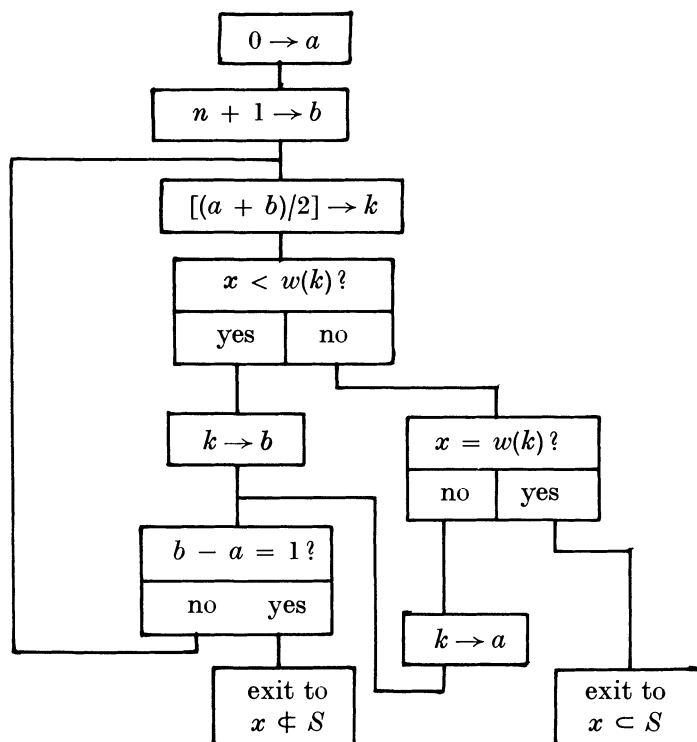 0 → a
n + 1 → b
[(a + b)/2] → k
x < w(k)?
yes no
k → b
x = w(k)?
no yes
b − a = 1?
no yes
k → a
exit to
x ⊄ S
exit to
x ⊂ S